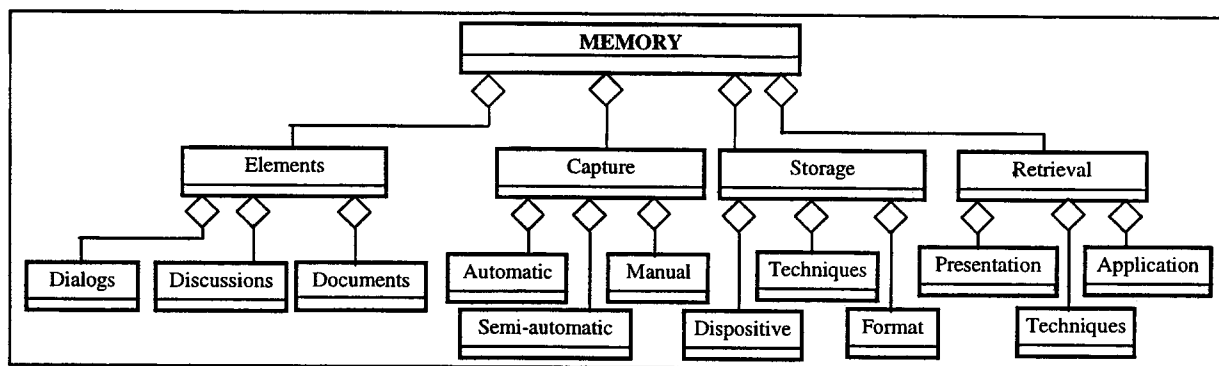 MEMORY
Elements
Capture
Storage
Retrieval
Dialogs
Discussions
Documents
Automatic
Manual
Techniques
Presentation
Application
Semi-automatic
Dispositive
Format
Techniques